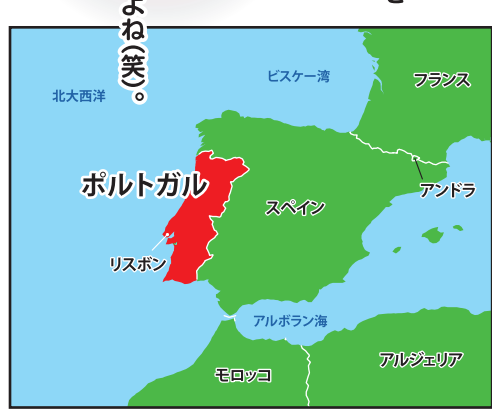 よね(笑)。
を
ビスケー湾
フランス
北大西洋
ポルトガル
スペイン
アンドラ
リスボン
アルボラン海
モロッコ
アルジェリア